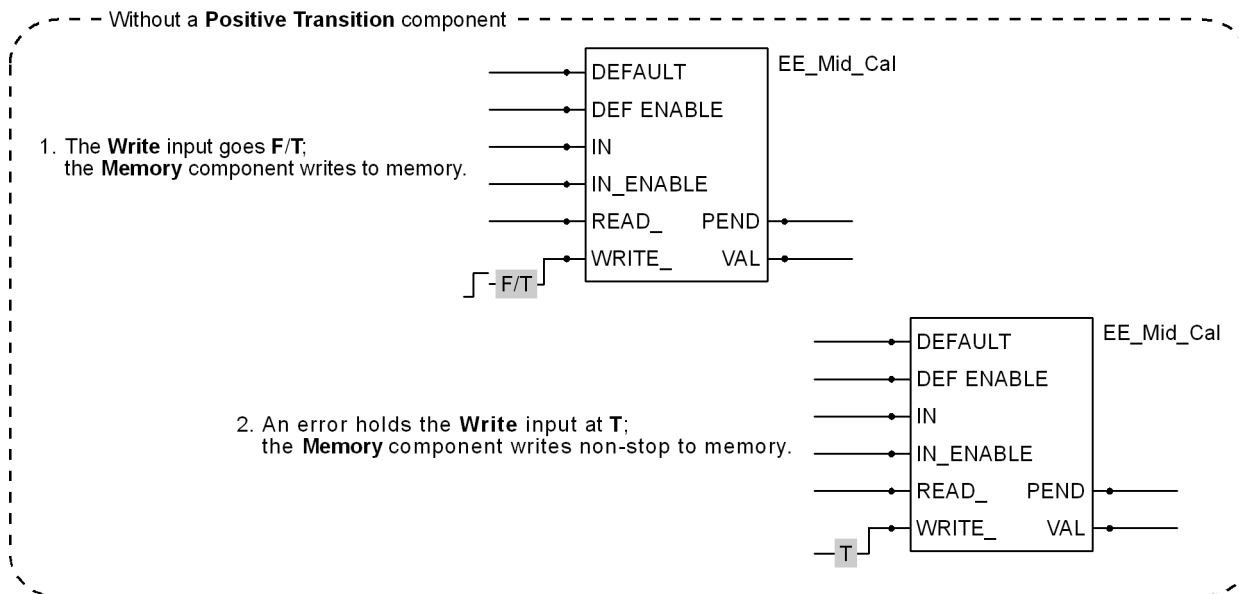 Without a Positive Transition component
EE_Mid_Cal
DEFAULT
DEF ENABLE
1. The Write input goes F/T;
the Memory component writes to memory.
IN
IN_ENABLE
READ_ PEND
WRITE_ VAL
F/T
EE_Mid_Cal
DEFAULT
DEF ENABLE
2. An error holds the Write input at T;
the Memory component writes non-stop to memory.
IN
IN_ENABLE
READ_ PEND
WRITE_ VAL
T